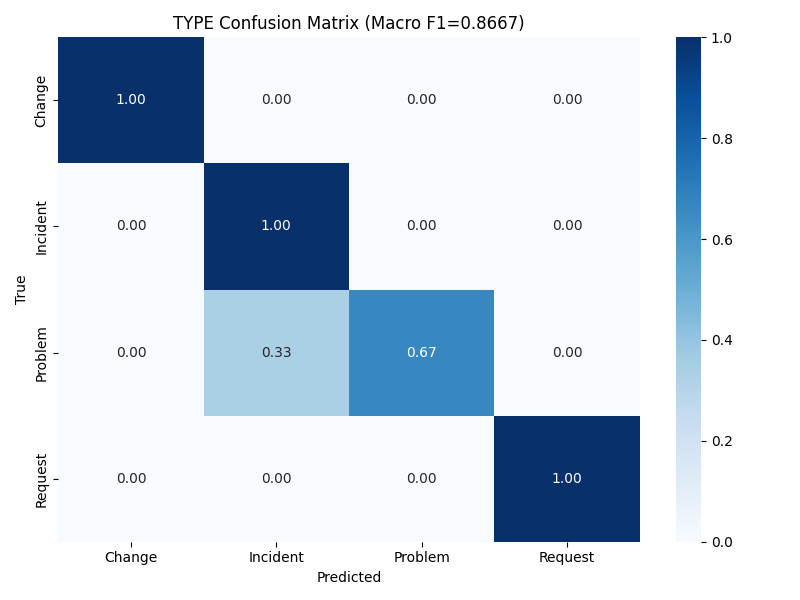 TYPE Confusion Matrix (Macro F1=0.8667)
Change 1.00 0.00 0.00 0.00
Incident 0.00 1.00 0.00 0.00
Problem 0.00 0.33 0.67 0.00
Request 0.00 0.00 0.00 1.00
True
Change Incident Problem Request
Predicted
1.0
0.8
0.6
0.4
0.2
0.0